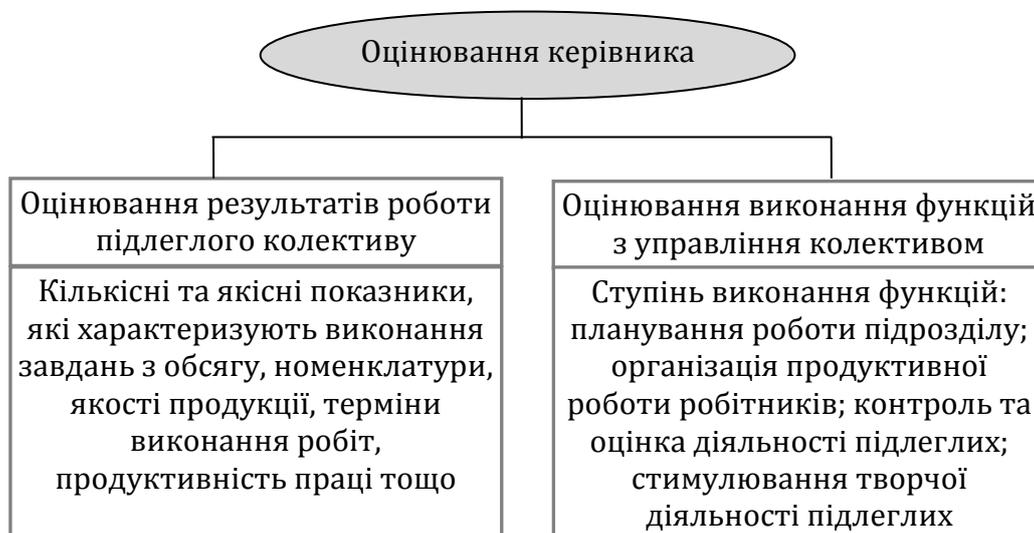 Оцінювання керівника
Оцінювання результатів роботи
підлеглого колективу
Кількісні та якісні показники,
які характеризують виконання
завдань з обсягу, номенклатури,
якості продукції, терміни
виконання робіт,
продуктивність праці тощо
Оцінювання виконання функцій
з управління колективом
Ступінь виконання функцій:
планування роботи підрозділу;
організація продуктивної
роботи робітників; контроль та
оцінка діяльності підлеглих;
стимулювання творчої
діяльності підлеглих